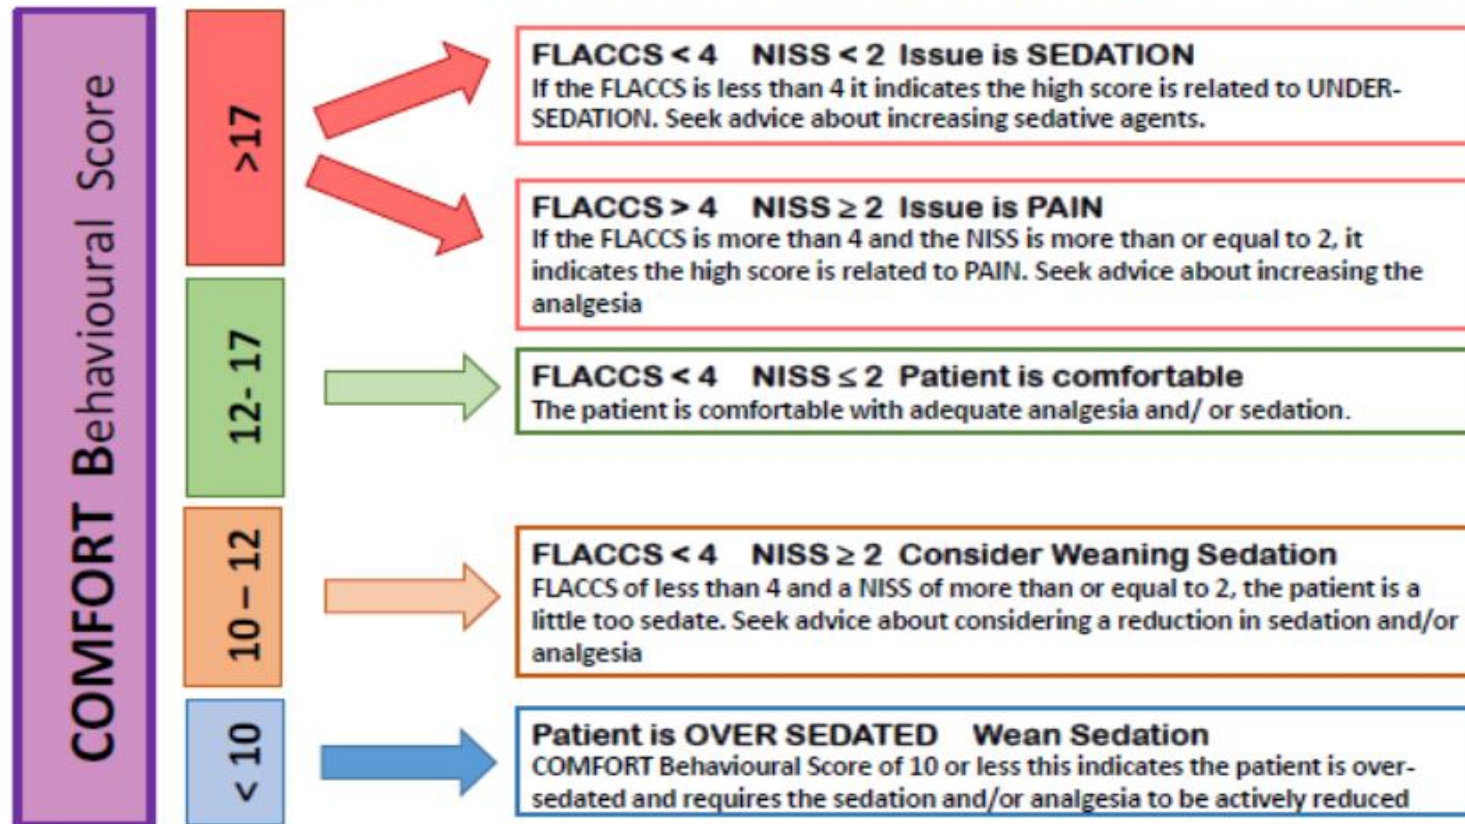 COMFORT Behavioural Score
>17
FLACCS < 4 NISS < 2 Issue is SEDATION
If the FLACCS is less than 4 it indicates the high score is related to UNDER-
SEDATION. Seek advice about increasing sedative agents.
FLACCS > 4 NISS ≥ 2 Issue is PAIN
If the FLACCS is more than 4 and the NISS is more than or equal to 2, it
indicates the high score is related to PAIN. Seek advice about increasing the
analgesia
12- 17
FLACCS < 4 NISS ≤ 2 Patient is comfortable
The patient is comfortable with adequate analgesia and/ or sedation.
10 – 12
FLACCS < 4 NISS ≥ 2 Consider Weaning Sedation
FLACCS of less than 4 and a NISS of more than or equal to 2, the patient is a
little too sedate. Seek advice about considering a reduction in sedation and/or
analgesia
< 10
Patient is OVER SEDATED Wean Sedation
COMFORT Behavioural Score of 10 or less this indicates the patient is over-
sedated and requires the sedation and/or analgesia to be actively reduced